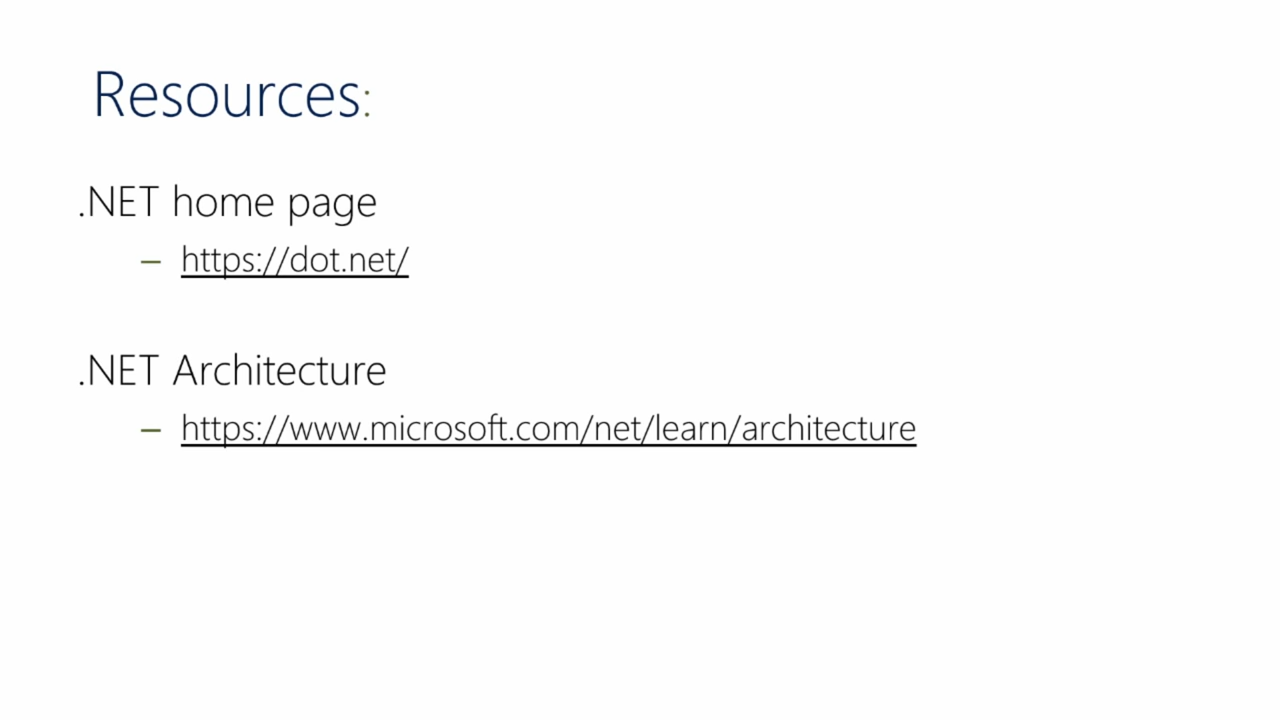 Resources:
.NET home page
– https://dot.net/
.NET Architecture
– https://www.microsoft.com/net/learn/architecture